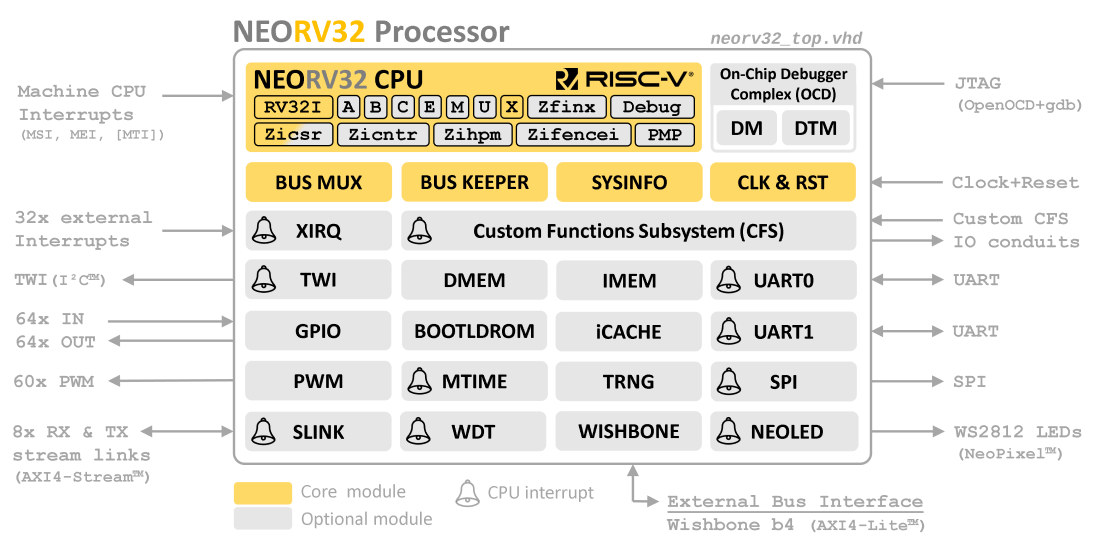 NEORV32 Processor
neorv32_top.vhd
NEORV32 CPU
RISC-V®
RV32I A B C E M U X Zfinx Debug
Zicsr Zicntr Zihpm Zifencei PMP
On-Chip Debugger
Complex (OCD)
DM DTM
Machine CPU
Interrupts
(MSI, MEI, [MTI])
JTAG
(OpenOCD+gdb)
BUS MUX BUS KEEPER SYSINFO CLK & RST
Clock+Reset
32x external
Interrupts
XIRQ Custom Functions Subsystem (CFS)
Custom CFS
IO conduits
TWI (I²C™)
TWI DMEM IMEM UART0
UART
64x IN
64x OUT
GPIO BOOTLDROM iCACHE UART1
UART
60x PWM
PWM MTIME TRNG SPI
SPI
8x RX & TX
stream links
(AXI4-Stream™)
SLINK WDT WISHBONE NEOLED
WS2812 LEDs
(NeoPixel™)
Core module
Optional module
CPU interrupt
External Bus Interface
Wishbone b4 (AXI4-Lite™)